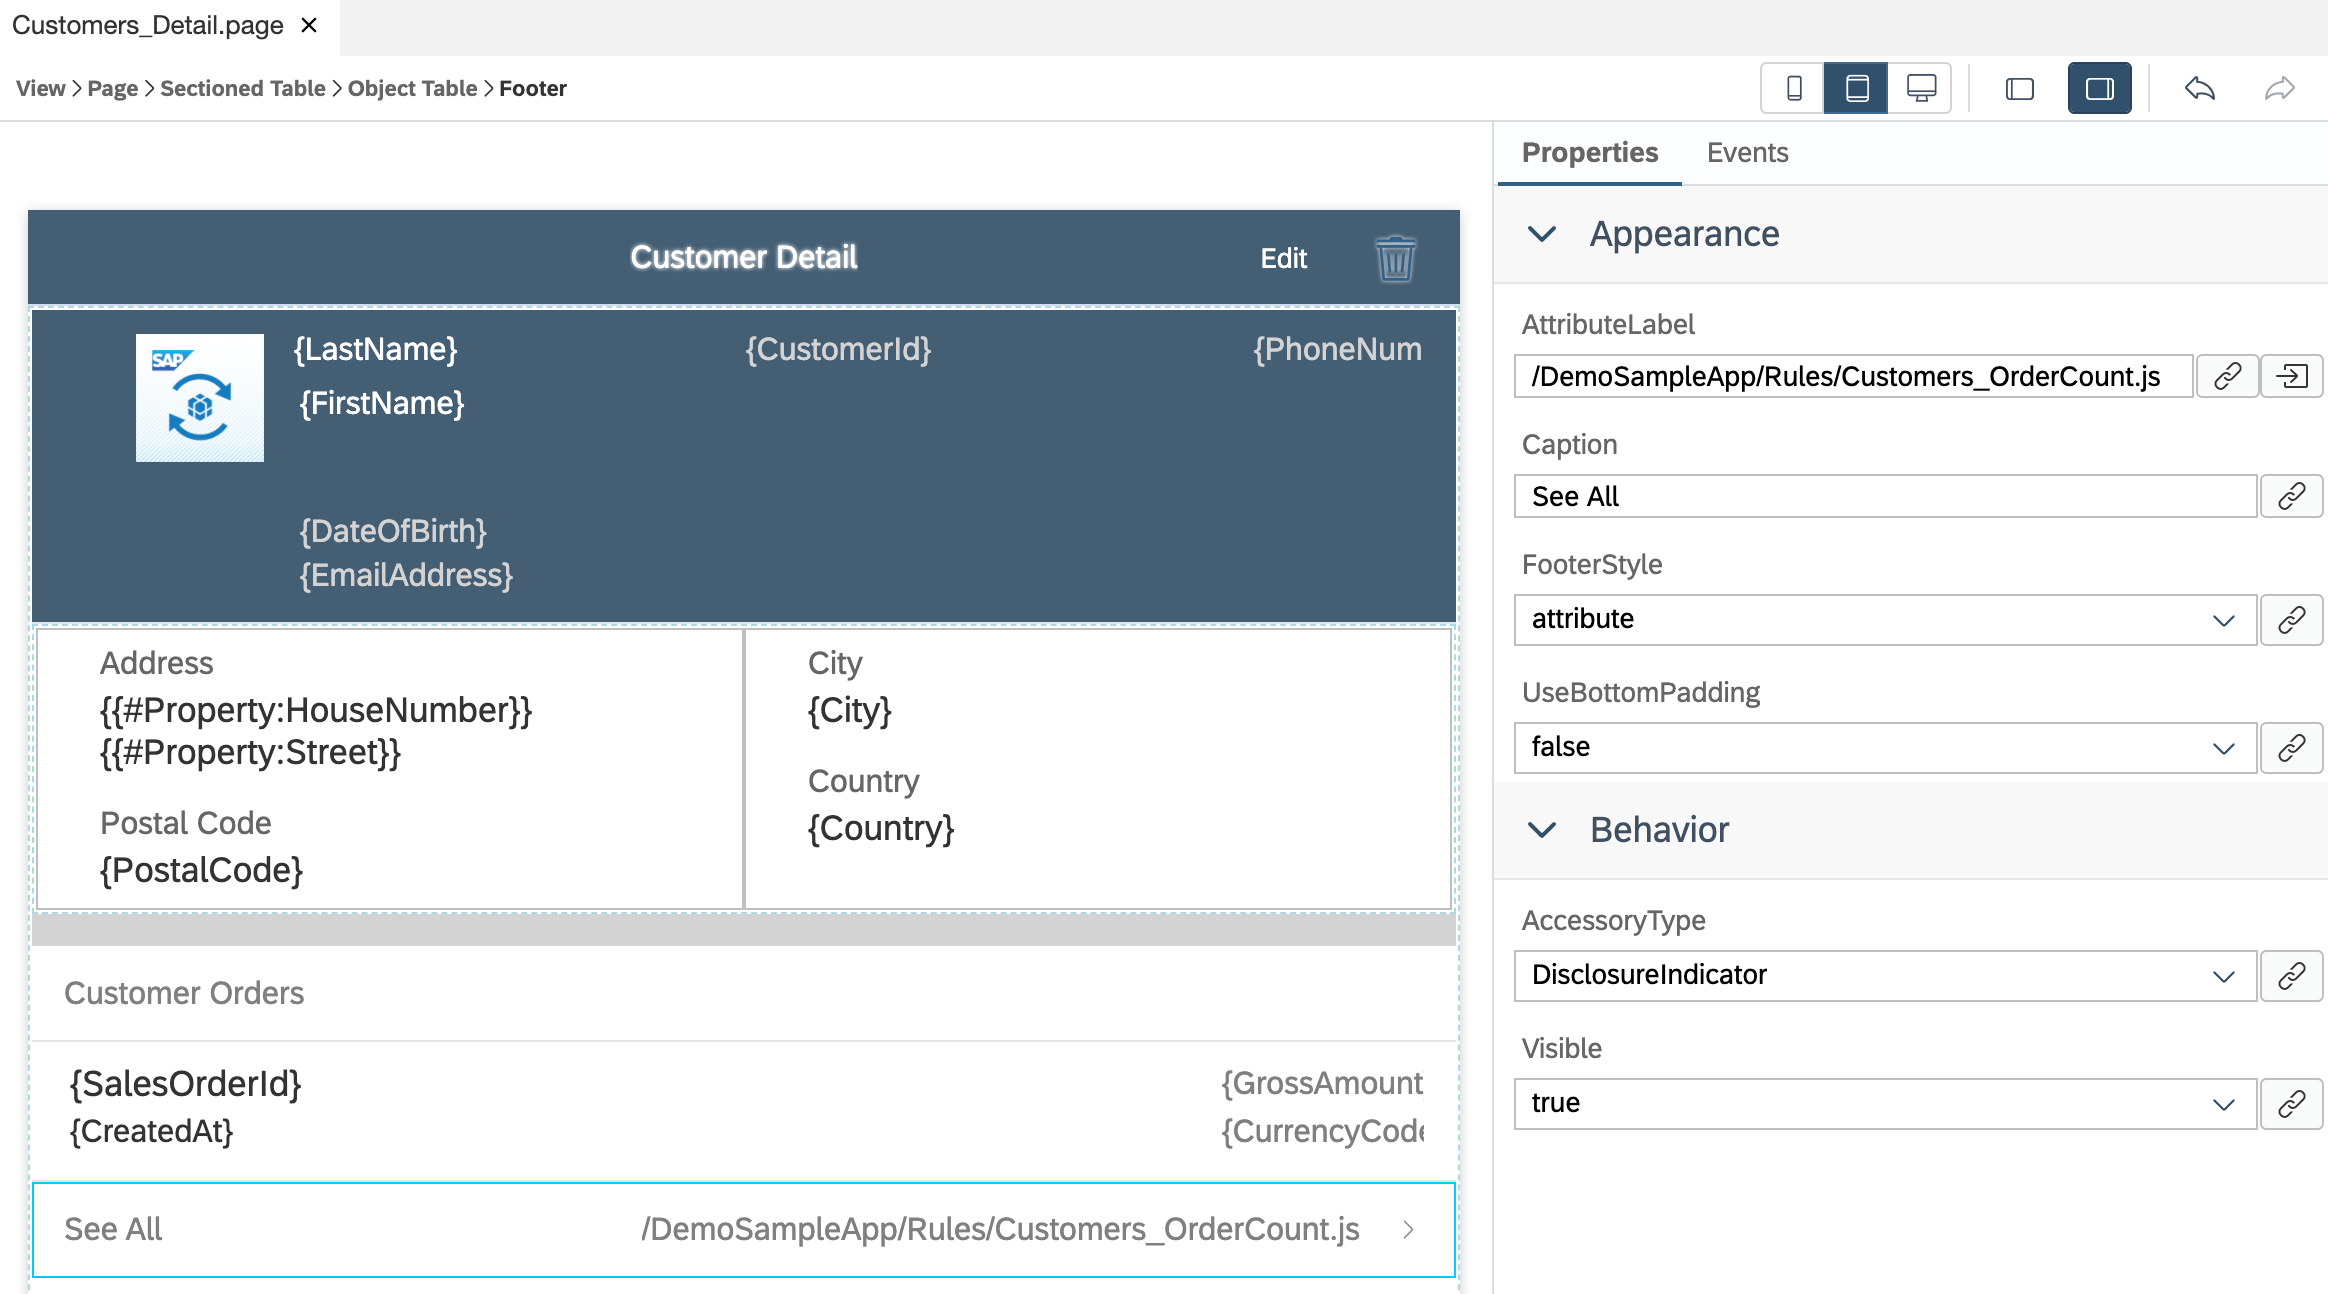 Customers_Detail.page ×
View > Page > Sectioned Table > Object Table > Footer
Customer Detail
Edit
SAP
{LastName}
{CustomerId}
{PhoneNum
{FirstName}
{DateOfBirth}
{EmailAddress}
Address
{{#Property:HouseNumber}}
{{#Property:Street}}
Postal Code
{PostalCode}
City
{City}
Country
{Country}
Customer Orders
{SalesOrderId}
{GrossAmount
{CreatedAt}
{CurrencyCode
See All
/DemoSampleApp/Rules/Customers_OrderCount.js
Properties
Events
Appearance
AttributeLabel
/DemoSampleApp/Rules/Customers_OrderCount.js
Caption
See All
FooterStyle
attribute
UseBottomPadding
false
Behavior
AccessoryType
DisclosureIndicator
Visible
true